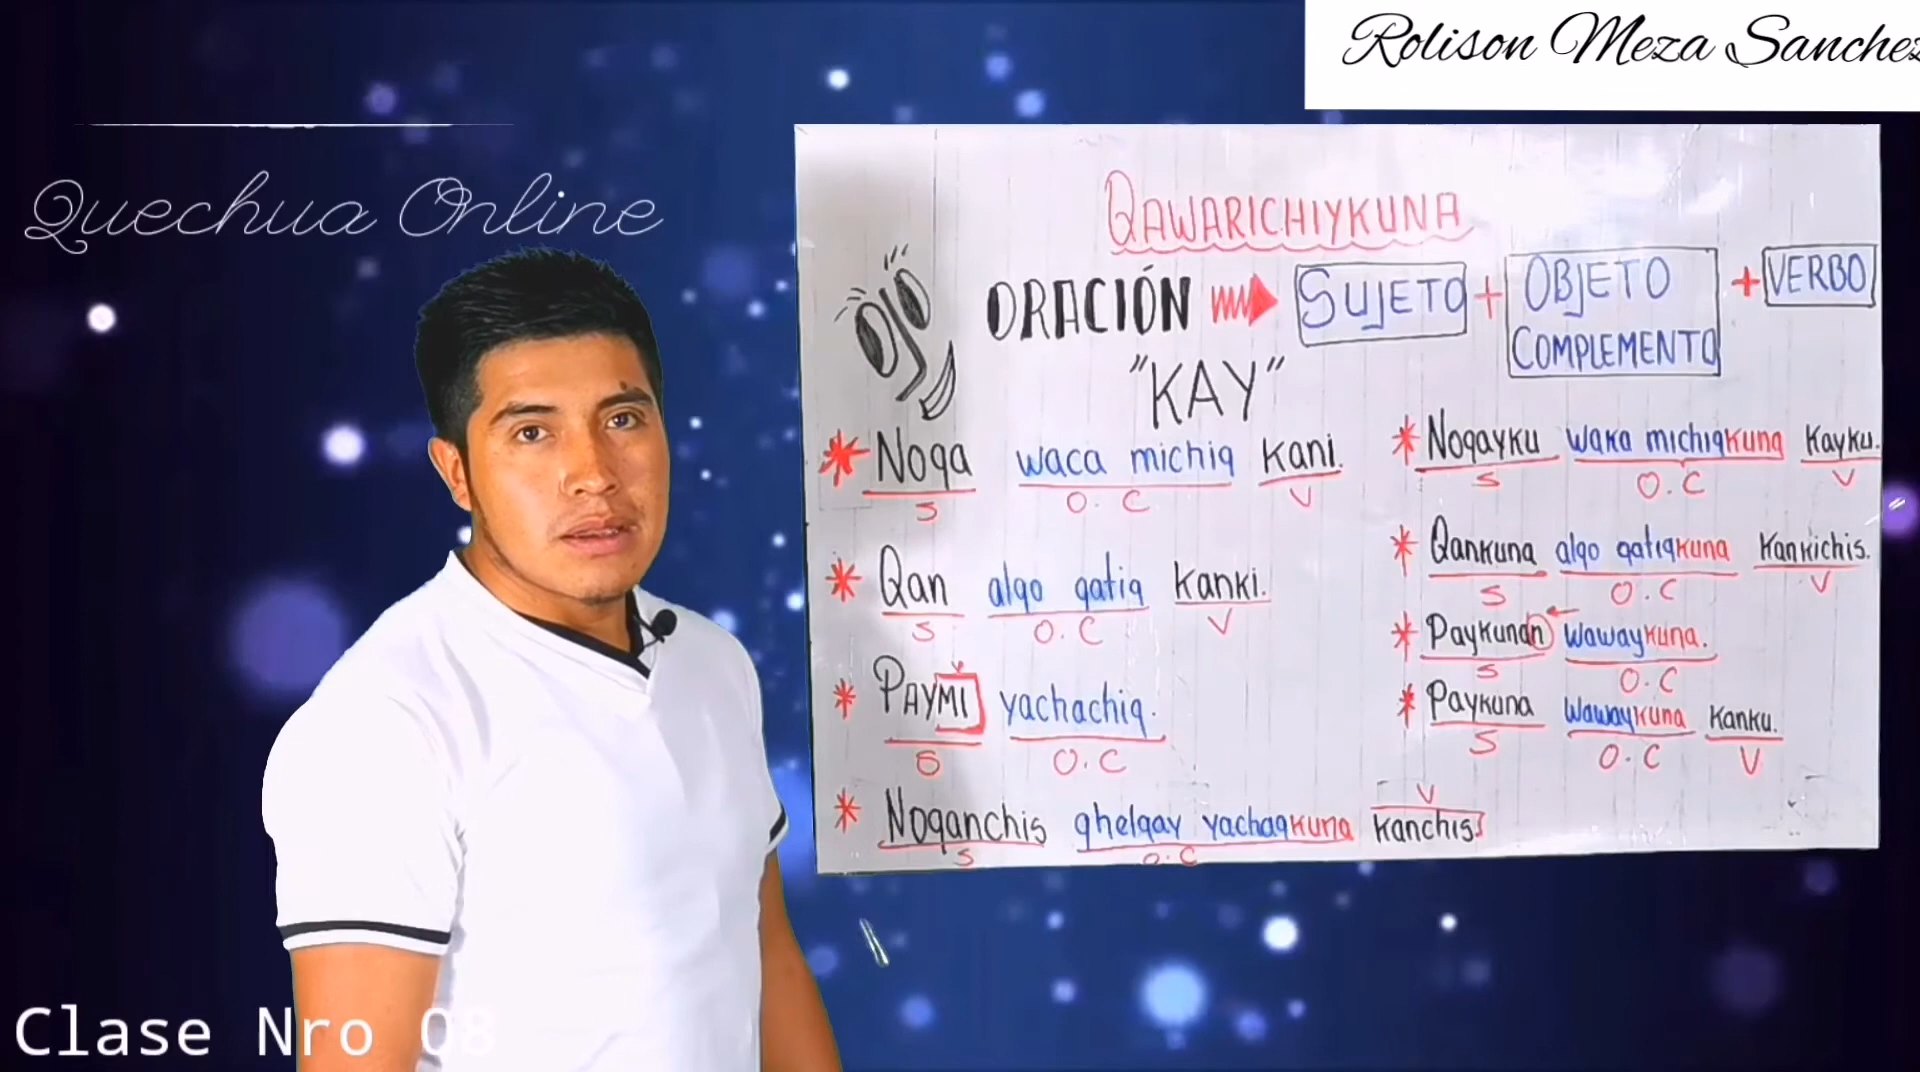 Rolison Meza Sanchez
Quechua Online
QAWARICHIYKUNA
OJO
ORACIÓN SUJETO + OBJETO COMPLEMENTO + VERBO
"KAY"
* Noqa waca michiq kani.
S O.C V
* Qan alqo qatiq kanki.
S O.C V
* PAYMI yachachiq.
S O.C
* Noqanchis qhelqay yachaqkuna kanchis.
S O.C V
* Noqayku waka michiqkuna kayku.
S O.C V
* Qankuna alqo qatiqkuna kankichis.
S O.C V
* Paykunan wawaykuna.
S O.C
* Paykuna wawaykuna kanku.
S O.C V
Clase Nro 08